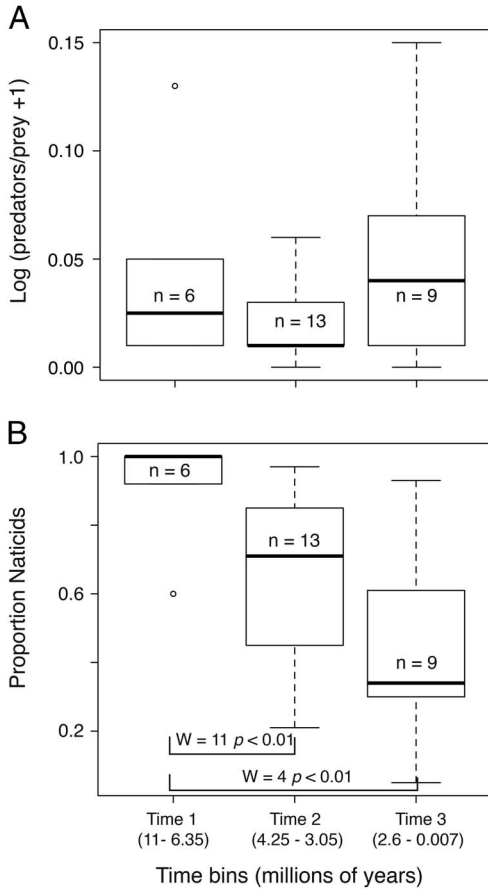 A
Log (predators/prey +1)
0.15
0.10
0.05
0.00
n = 6
n = 13
n = 9
B
Proportion Naticids
1.0
0.6
0.2
n = 6
n = 13
n = 9
W = 11 p < 0.01
W = 4 p < 0.01
Time 1
(11- 6.35)
Time 2
(4.25 - 3.05)
Time 3
(2.6 - 0.007)
Time bins (millions of years)